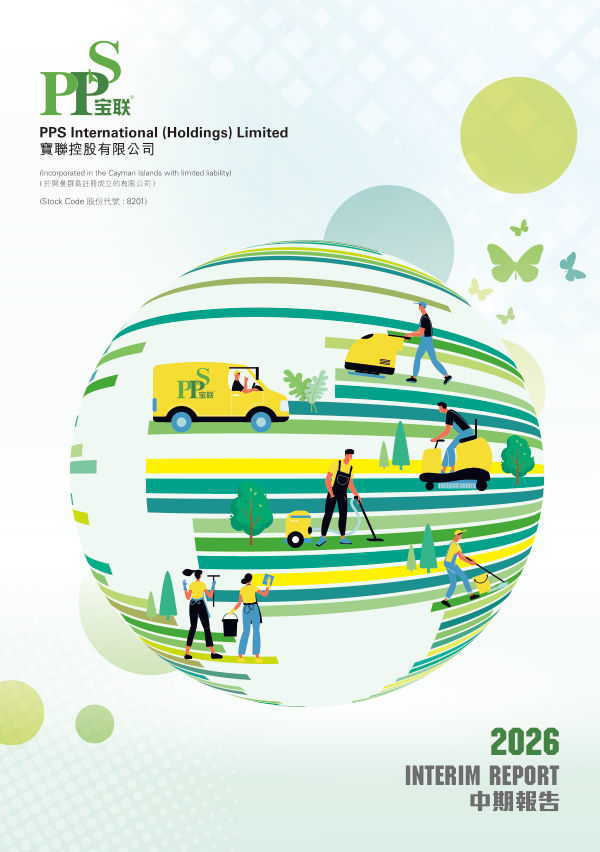 PPS
宝联
PPS International (Holdings) Limited
寶聯控股有限公司
(Incorporated in the Cayman Islands with limited liability)
(於開曼群島註冊成立的有限公司)
(Stock Code 股份代號 : 8201)
PPS
宝联
2026
INTERIM REPORT
中期報告